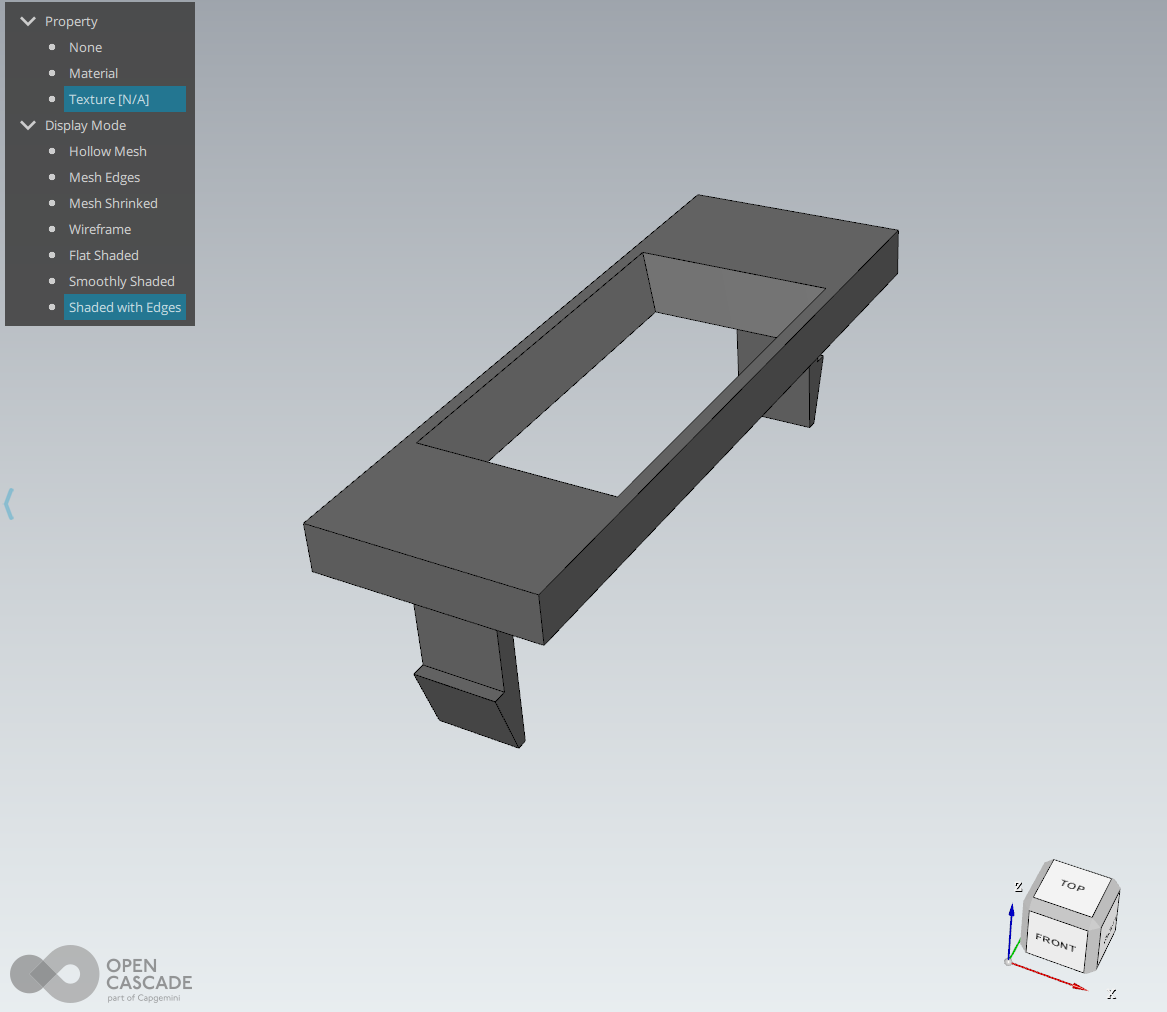 Property
None
Material
Texture [N/A]
Display Mode
Hollow Mesh
Mesh Edges
Mesh Shrinked
Wireframe
Flat Shaded
Smoothly Shaded
Shaded with Edges
Z
TOP
FRONT
X
OPEN
CASCADE
part of Capgemini